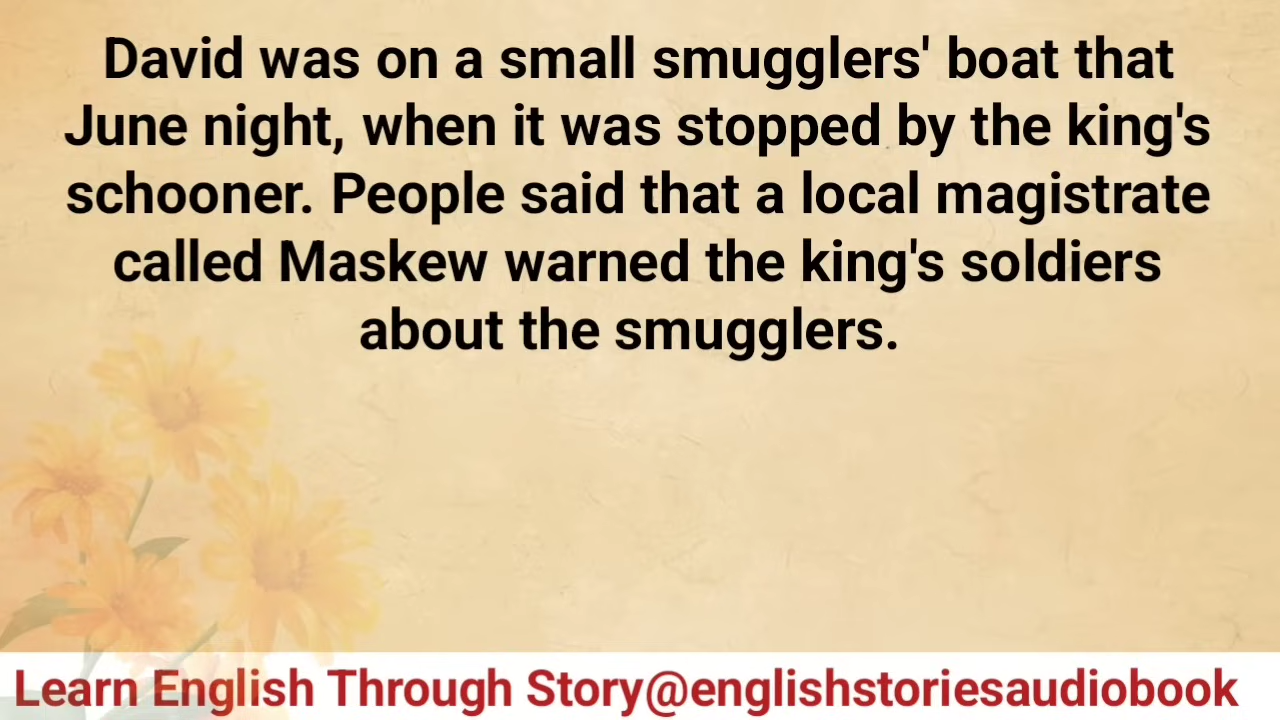 David was on a small smugglers' boat that
June night, when it was stopped by the king's
schooner. People said that a local magistrate
called Maskew warned the king's soldiers
about the smugglers.
Learn English Through Story@englishstoriesaudiobook